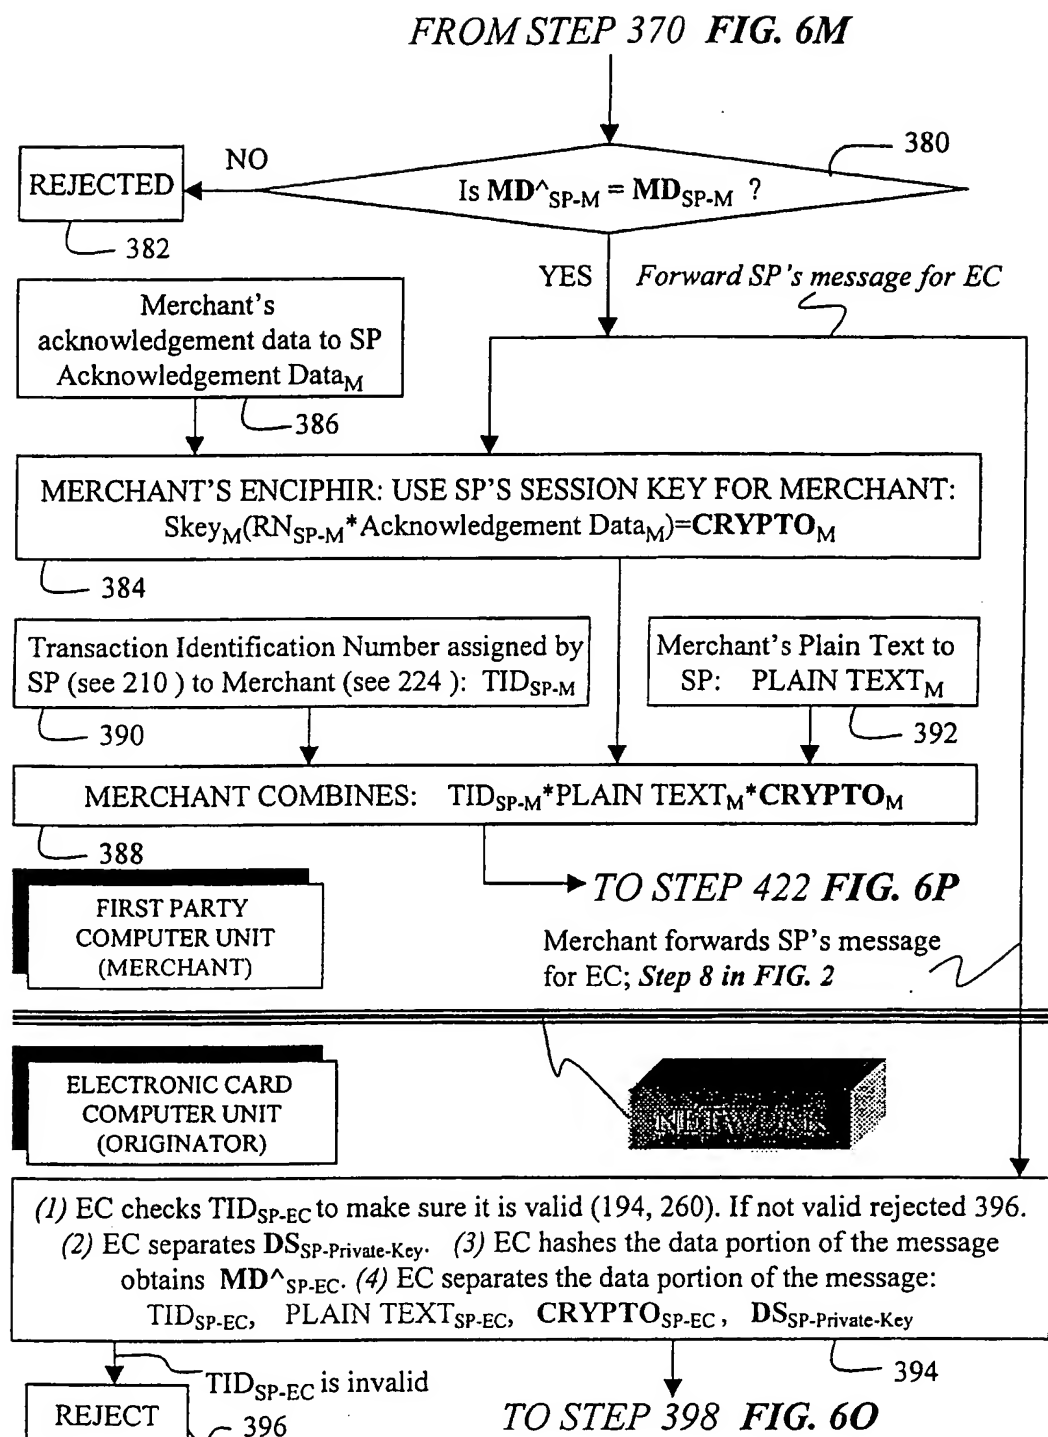 FROM STEP 370 FIG. 6M
380
NO
REJECTED
Is MD^SP-M = MDSP-M ?
382
YES
Forward SP's message for EC
Merchant's
acknowledgement data to SP
Acknowledgement DataM
386
MERCHANT'S ENCIPHIR: USE SP'S SESSION KEY FOR MERCHANT:
SkeyM(RNSP-M*Acknowledgement DataM)=CRYPTOM
384
Transaction Identification Number assigned by
SP (see 210 ) to Merchant (see 224 ): TIDSP-M
390
Merchant's Plain Text to
SP: PLAIN TEXTM
392
MERCHANT COMBINES: TIDSP-M*PLAIN TEXTM*CRYPTOM
388
TO STEP 422 FIG. 6P
FIRST PARTY
COMPUTER UNIT
(MERCHANT)
Merchant forwards SP's message
for EC; Step 8 in FIG. 2
ELECTRONIC CARD
COMPUTER UNIT
(ORIGINATOR)
NETWORK
(1) EC checks TIDSP-EC to make sure it is valid (194, 260). If not valid rejected 396.
(2) EC separates DSSP-Private-Key. (3) EC hashes the data portion of the message
obtains MD^SP-EC. (4) EC separates the data portion of the message:
TIDSP-EC, PLAIN TEXTSP-EC, CRYPTOSP-EC, DSSP-Private-Key
394
TIDSP-EC is invalid
REJECT
396
TO STEP 398 FIG. 6O